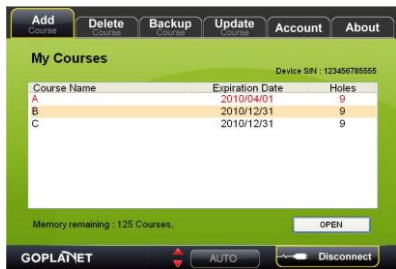 Add Delete Backup Update Account About
Course Course Course Course
My Courses
Device S/N : 123456785555
Course Name Expiration Date Holes
A 2010/04/01 9
B 2010/12/31 9
C 2010/12/31 9
Memory remaining : 125 Courses. OPEN
GOPLANET AUTO Disconnect